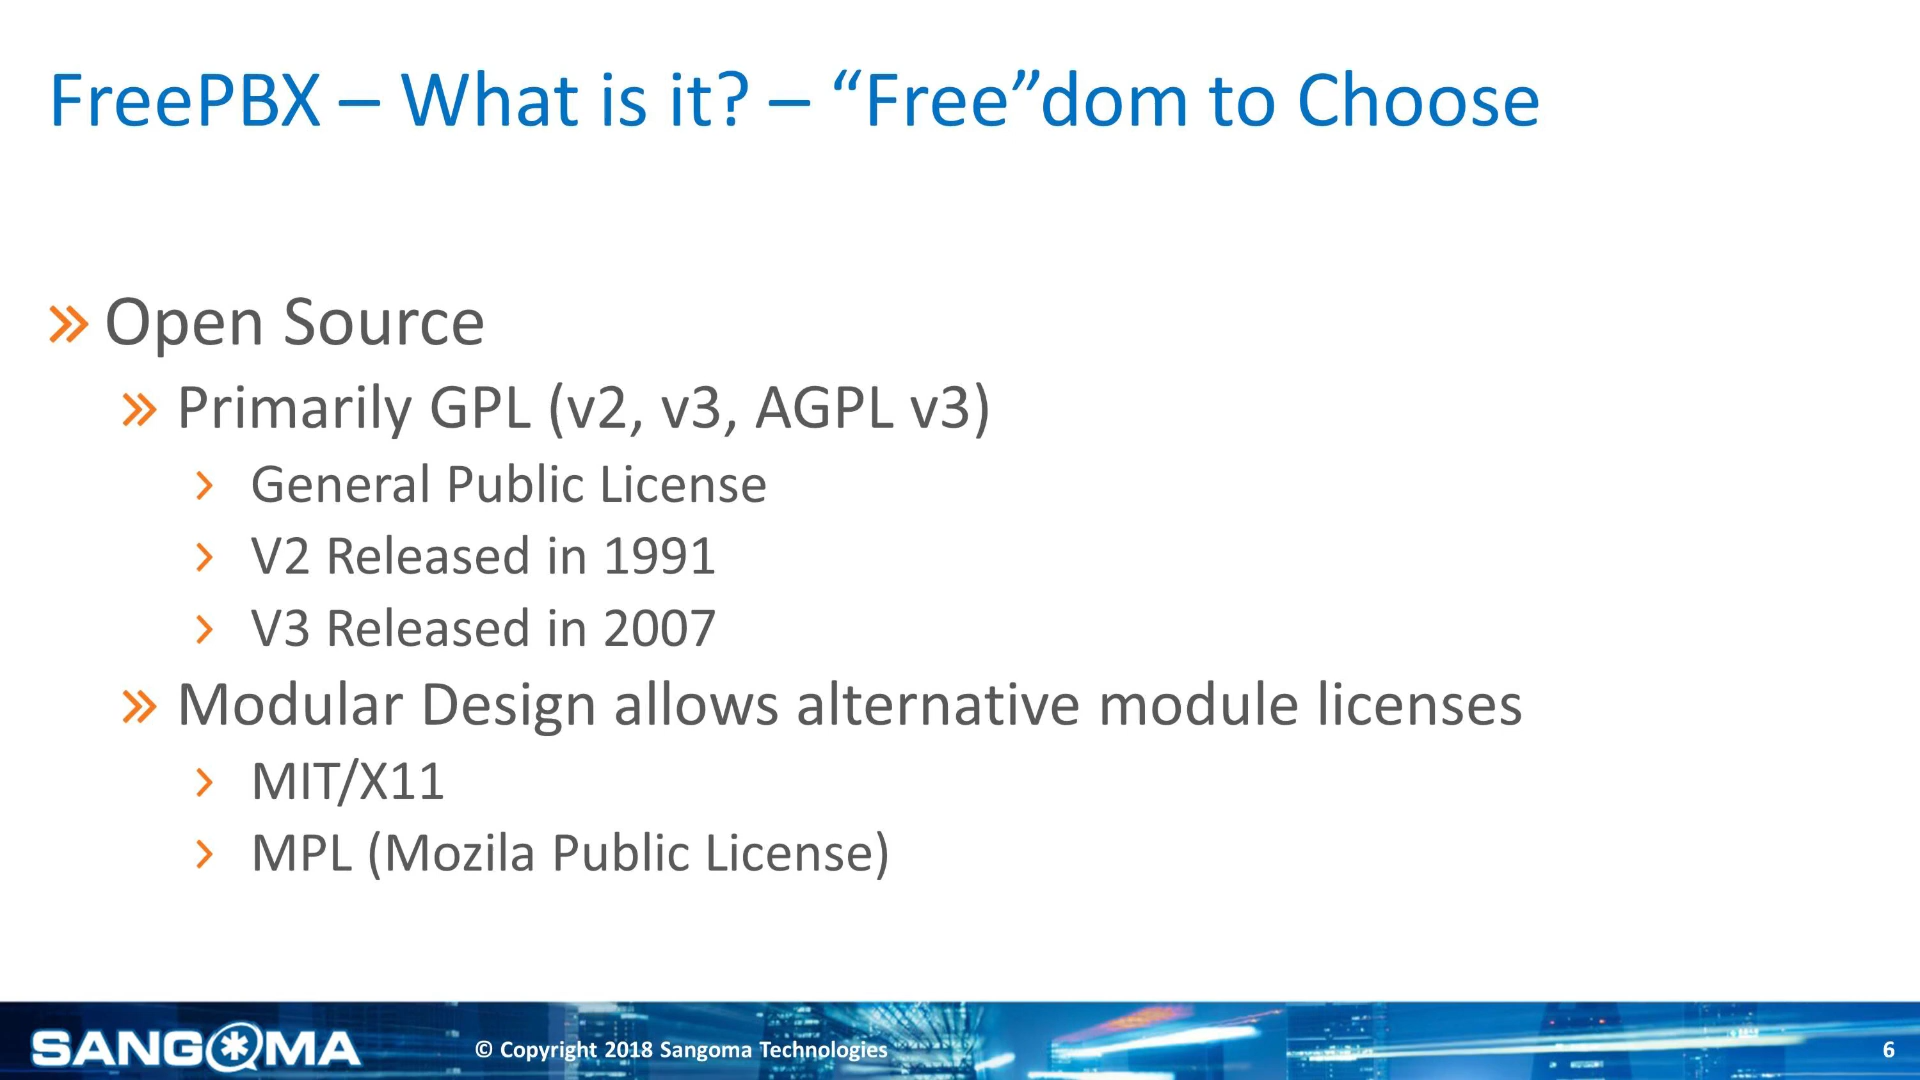 FreePBX – What is it? – “Free”dom to Choose
» Open Source
» Primarily GPL (v2, v3, AGPL v3)
› General Public License
› V2 Released in 1991
› V3 Released in 2007
» Modular Design allows alternative module licenses
› MIT/X11
› MPL (Mozila Public License)
SANGOMA
© Copyright 2018 Sangoma Technologies
6